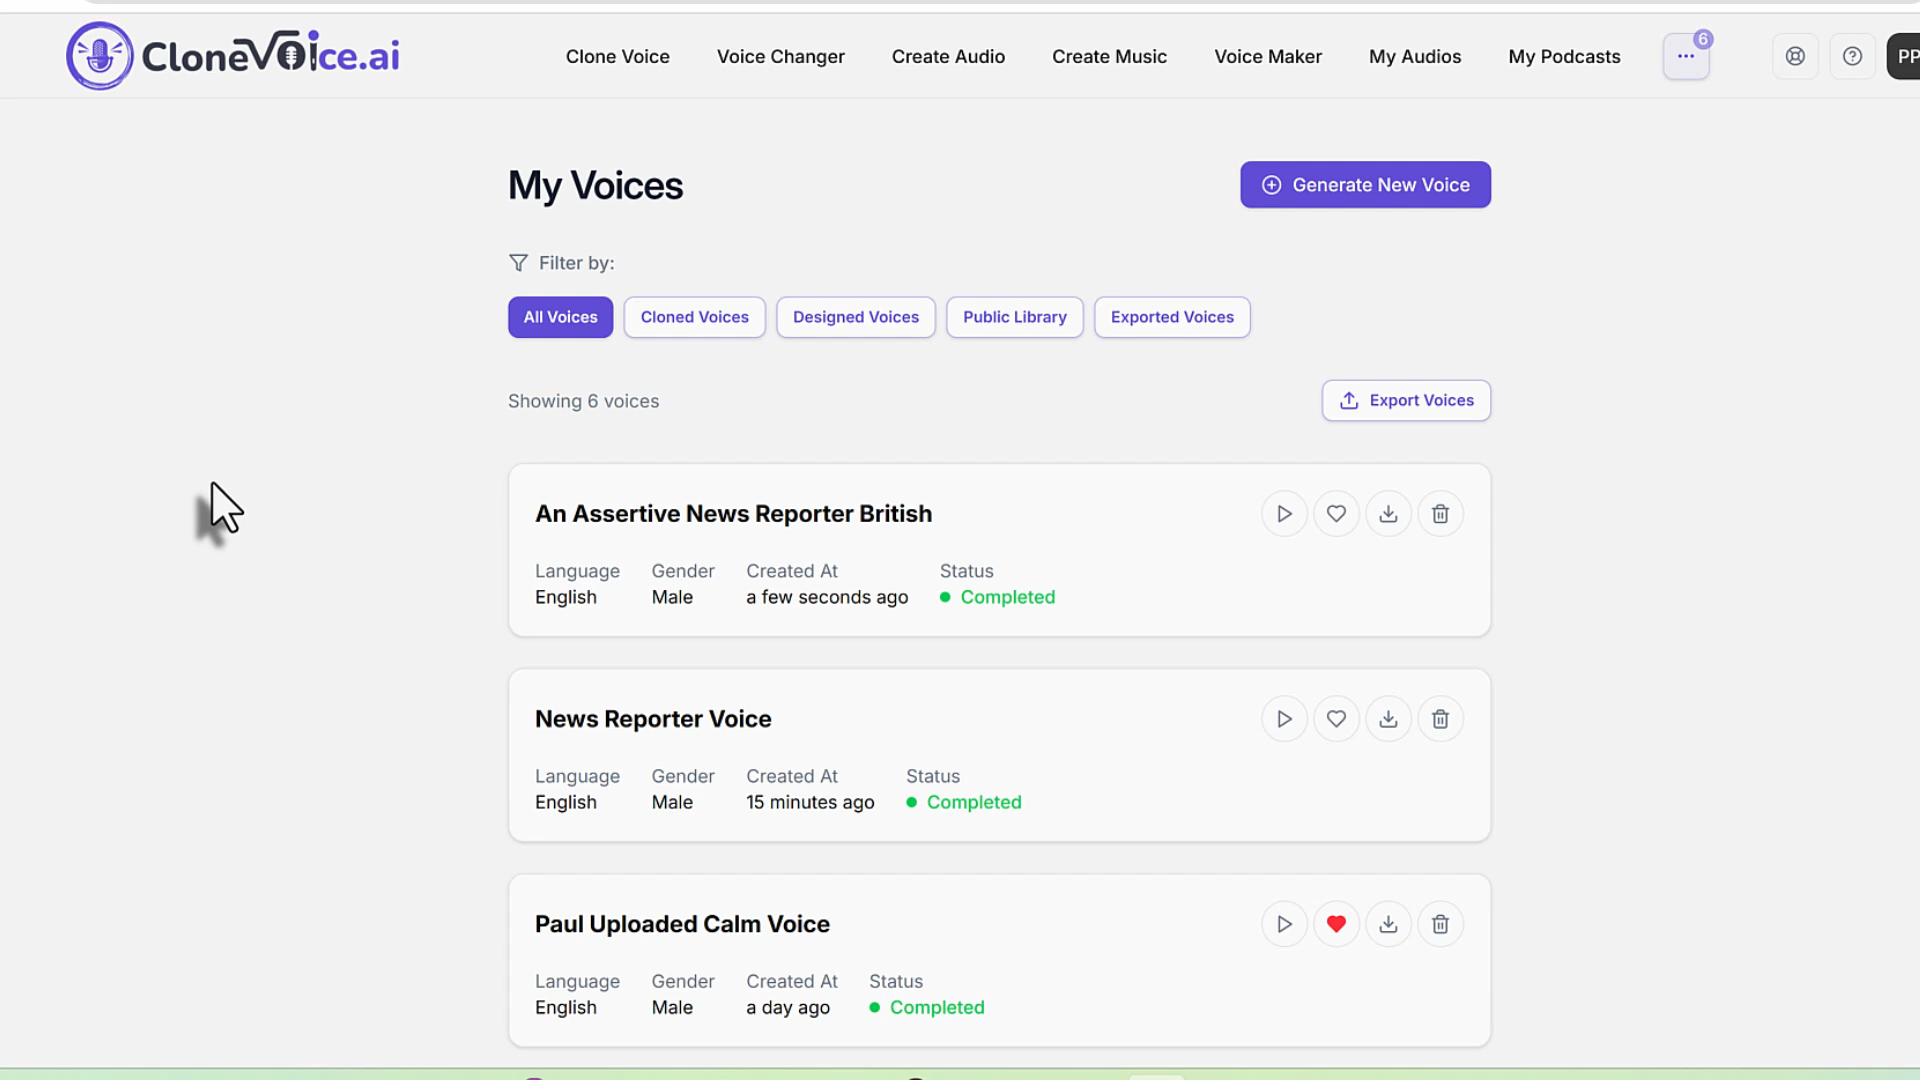 CloneVoice.ai
Clone Voice
Voice Changer
Create Audio
Create Music
Voice Maker
My Audios
My Podcasts
6
PP
My Voices
Generate New Voice
Filter by:
All Voices
Cloned Voices
Designed Voices
Public Library
Exported Voices
Showing 6 voices
Export Voices
An Assertive News Reporter British
Language Gender Created At Status
English Male a few seconds ago Completed
News Reporter Voice
Language Gender Created At Status
English Male 15 minutes ago Completed
Paul Uploaded Calm Voice
Language Gender Created At Status
English Male a day ago Completed